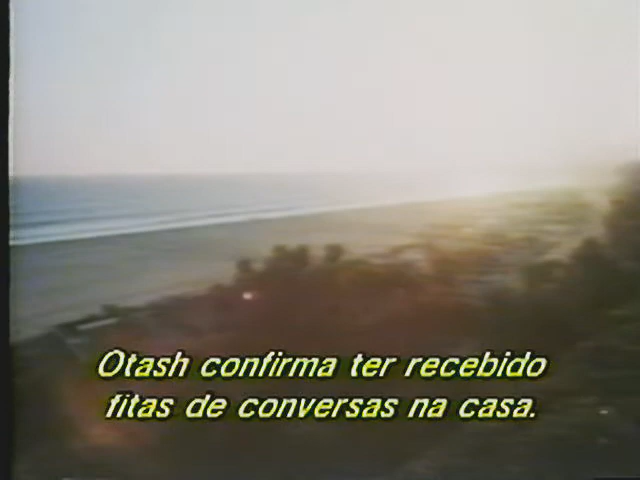 Otash confirma ter recebido
fitas de conversas na casa.